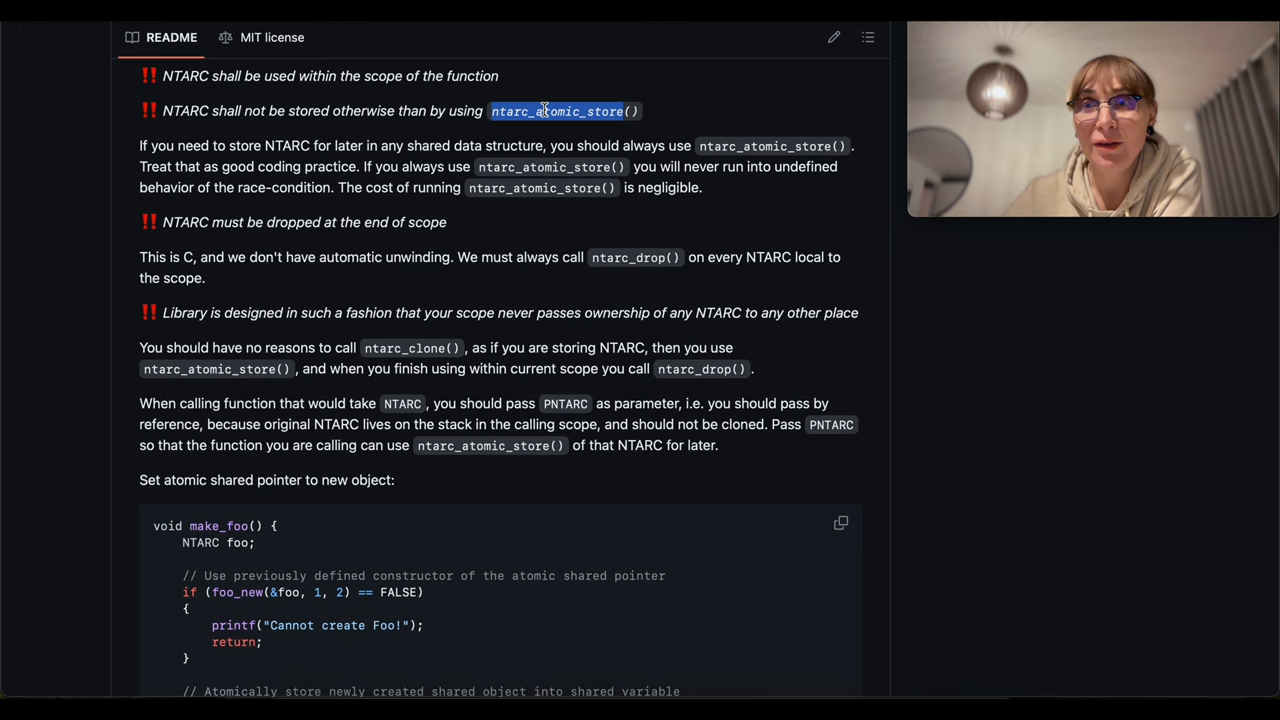 README
MIT license
‼ NTARC shall be used within the scope of the function
‼ NTARC shall not be stored otherwise than by using ntarc_atomic_store()
If you need to store NTARC for later in any shared data structure, you should always use ntarc_atomic_store().
Treat that as good coding practice. If you always use ntarc_atomic_store() you will never run into undefined
behavior of the race-condition. The cost of running ntarc_atomic_store() is negligible.
‼ NTARC must be dropped at the end of scope
This is C, and we don't have automatic unwinding. We must always call ntarc_drop() on every NTARC local to
the scope.
‼ Library is designed in such a fashion that your scope never passes ownership of any NTARC to any other place
You should have no reasons to call ntarc_clone(), as if you are storing NTARC, then you use
ntarc_atomic_store(), and when you finish using within current scope you call ntarc_drop().
When calling function that would take NTARC, you should pass PNTARC as parameter, i.e. you should pass by
reference, because original NTARC lives on the stack in the calling scope, and should not be cloned. Pass PNTARC
so that the function you are calling can use ntarc_atomic_store() of that NTARC for later.
Set atomic shared pointer to new object:
void make_foo() {
    NTARC foo;
    // Use previously defined constructor of the atomic shared pointer
    if (foo_new(&foo, 1, 2) == FALSE)
    {
        printf("Cannot create Foo!");
        return;
    }
    // Atomically store newly created shared object into shared variable